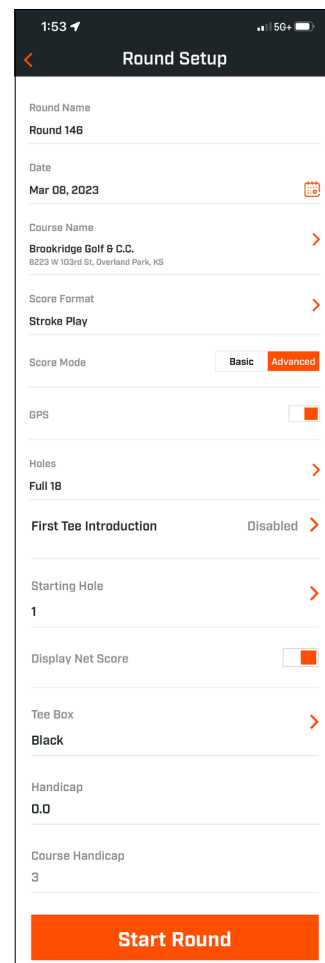 1:53
5G+
Round Setup
Round Name
Round 146
Date
Mar 08, 2023
Course Name
Brookridge Golf & C.C.
8223 W 103rd St, Overland Park, KS
Score Format
Stroke Play
Score Mode
Basic
Advanced
GPS
Holes
Full 18
First Tee Introduction
Disabled
Starting Hole
1
Display Net Score
Tee Box
Black
Handicap
0.0
Course Handicap
3
Start Round